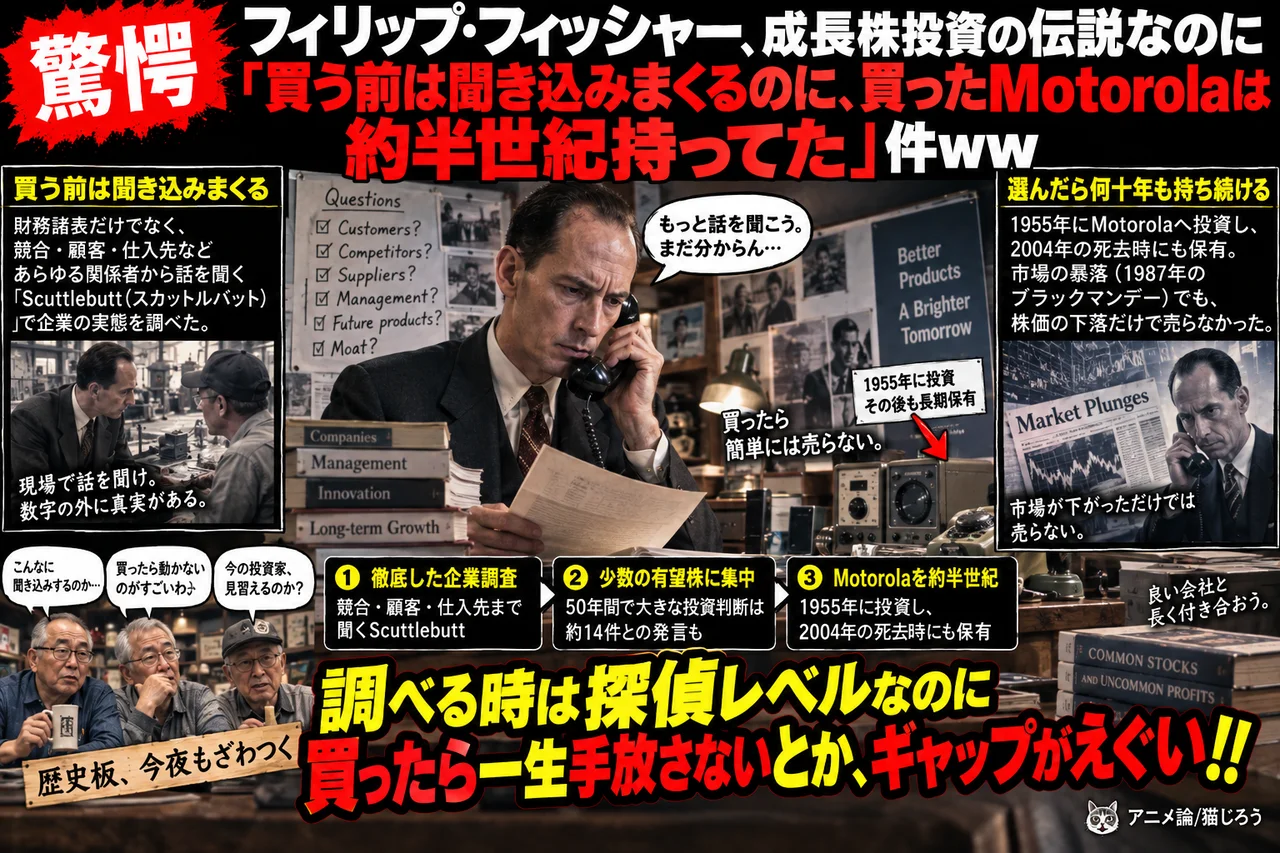 驚愕
フィリップ・フィッシャー、成長株投資の伝説なのに
「買う前は聞き込みまくるのに、買ったMotorolaは
約半世紀持ってた」件ww
買う前は聞き込みまくる
財務諸表だけでなく、
競合・顧客・仕入先など
あらゆる関係者から話を聞く
「Scuttlebutt(スカットルバット)
」で企業の実態を調べた。
現場で話を聞け。
数字の外に真実がある。
Questions
Customers?
Competitors?
Suppliers?
Management?
Future products?
Moat?
もっと話を聞こう。
まだ分からん…
Better
Products
A Brighter
Tomorrow
1955年に投資
その後も長期保有
買ったら
簡単には売らない。
Companies
Management
Innovation
Long-term Growth
選んだら何十年も持ち続ける
1955年にMotorolaへ投資し、
2004年の死去時にも保有。
市場の暴落(1987年の
ブラックマンデー)でも、
株価の下落だけで売らなかった。
Market Plunges
市場が下がっただけでは
売らない。
こんなに
聞き込みするのか…
買ったら動かない
のがすごいわ
今の投資家、
見習えるのか?
歴史板、今夜もざわつく
1 徹底した企業調査
競合・顧客・仕入先まで
聞くScuttlebutt
2 少数の有望株に集中
50年間で大きな投資判断は
約14件との発言も
3 Motorolaを約半世紀
1955年に投資し、
2004年の死去時にも保有
良い会社と
長く付き合おう。
COMMON STOCKS
AND UNCOMMON PROFITS
調べる時は探偵レベルなのに
買ったら一生手放さないとか、ギャップがえぐい!!
アニメ論/猫じろう